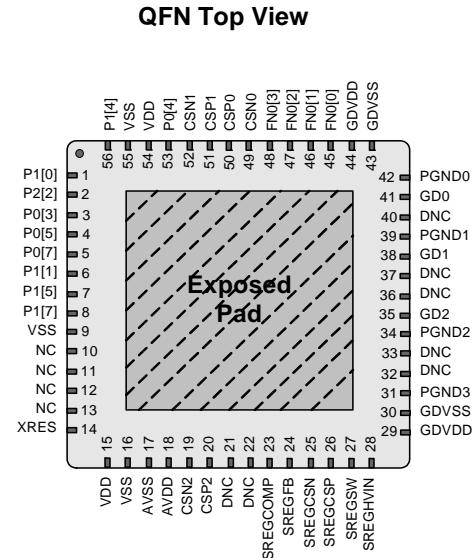 QFN Top View
P1[4]
VSS
VDD
P0[4]
CSN1
CSP1
CSP0
CSN0
FN0[3]
FN0[2]
FN0[1]
FN0[0]
GDVDD
GDVSS
56
55
54
53
52
51
50
49
48
47
46
45
44
43
P1[0] 1
P2[2] 2
P0[3] 3
P0[5] 4
P0[7] 5
P1[1] 6
P1[5] 7
P1[7] 8
VSS 9
NC 10
NC 11
NC 12
NC 13
XRES 14
Exposed
Pad
42 PGND0
41 GD0
40 DNC
39 PGND1
38 GD1
37 DNC
36 DNC
35 GD2
34 PGND2
33 DNC
32 DNC
31 PGND3
30 GDVSS
29 GDVDD
15
16
17
18
19
20
21
22
23
24
25
26
27
28
VDD
VSS
AVSS
AVDD
CSN2
CSP2
DNC
DNC
SREGCOMP
SREGFB
SREGCSN
SREGCSP
SREGSW
SREGHVIN